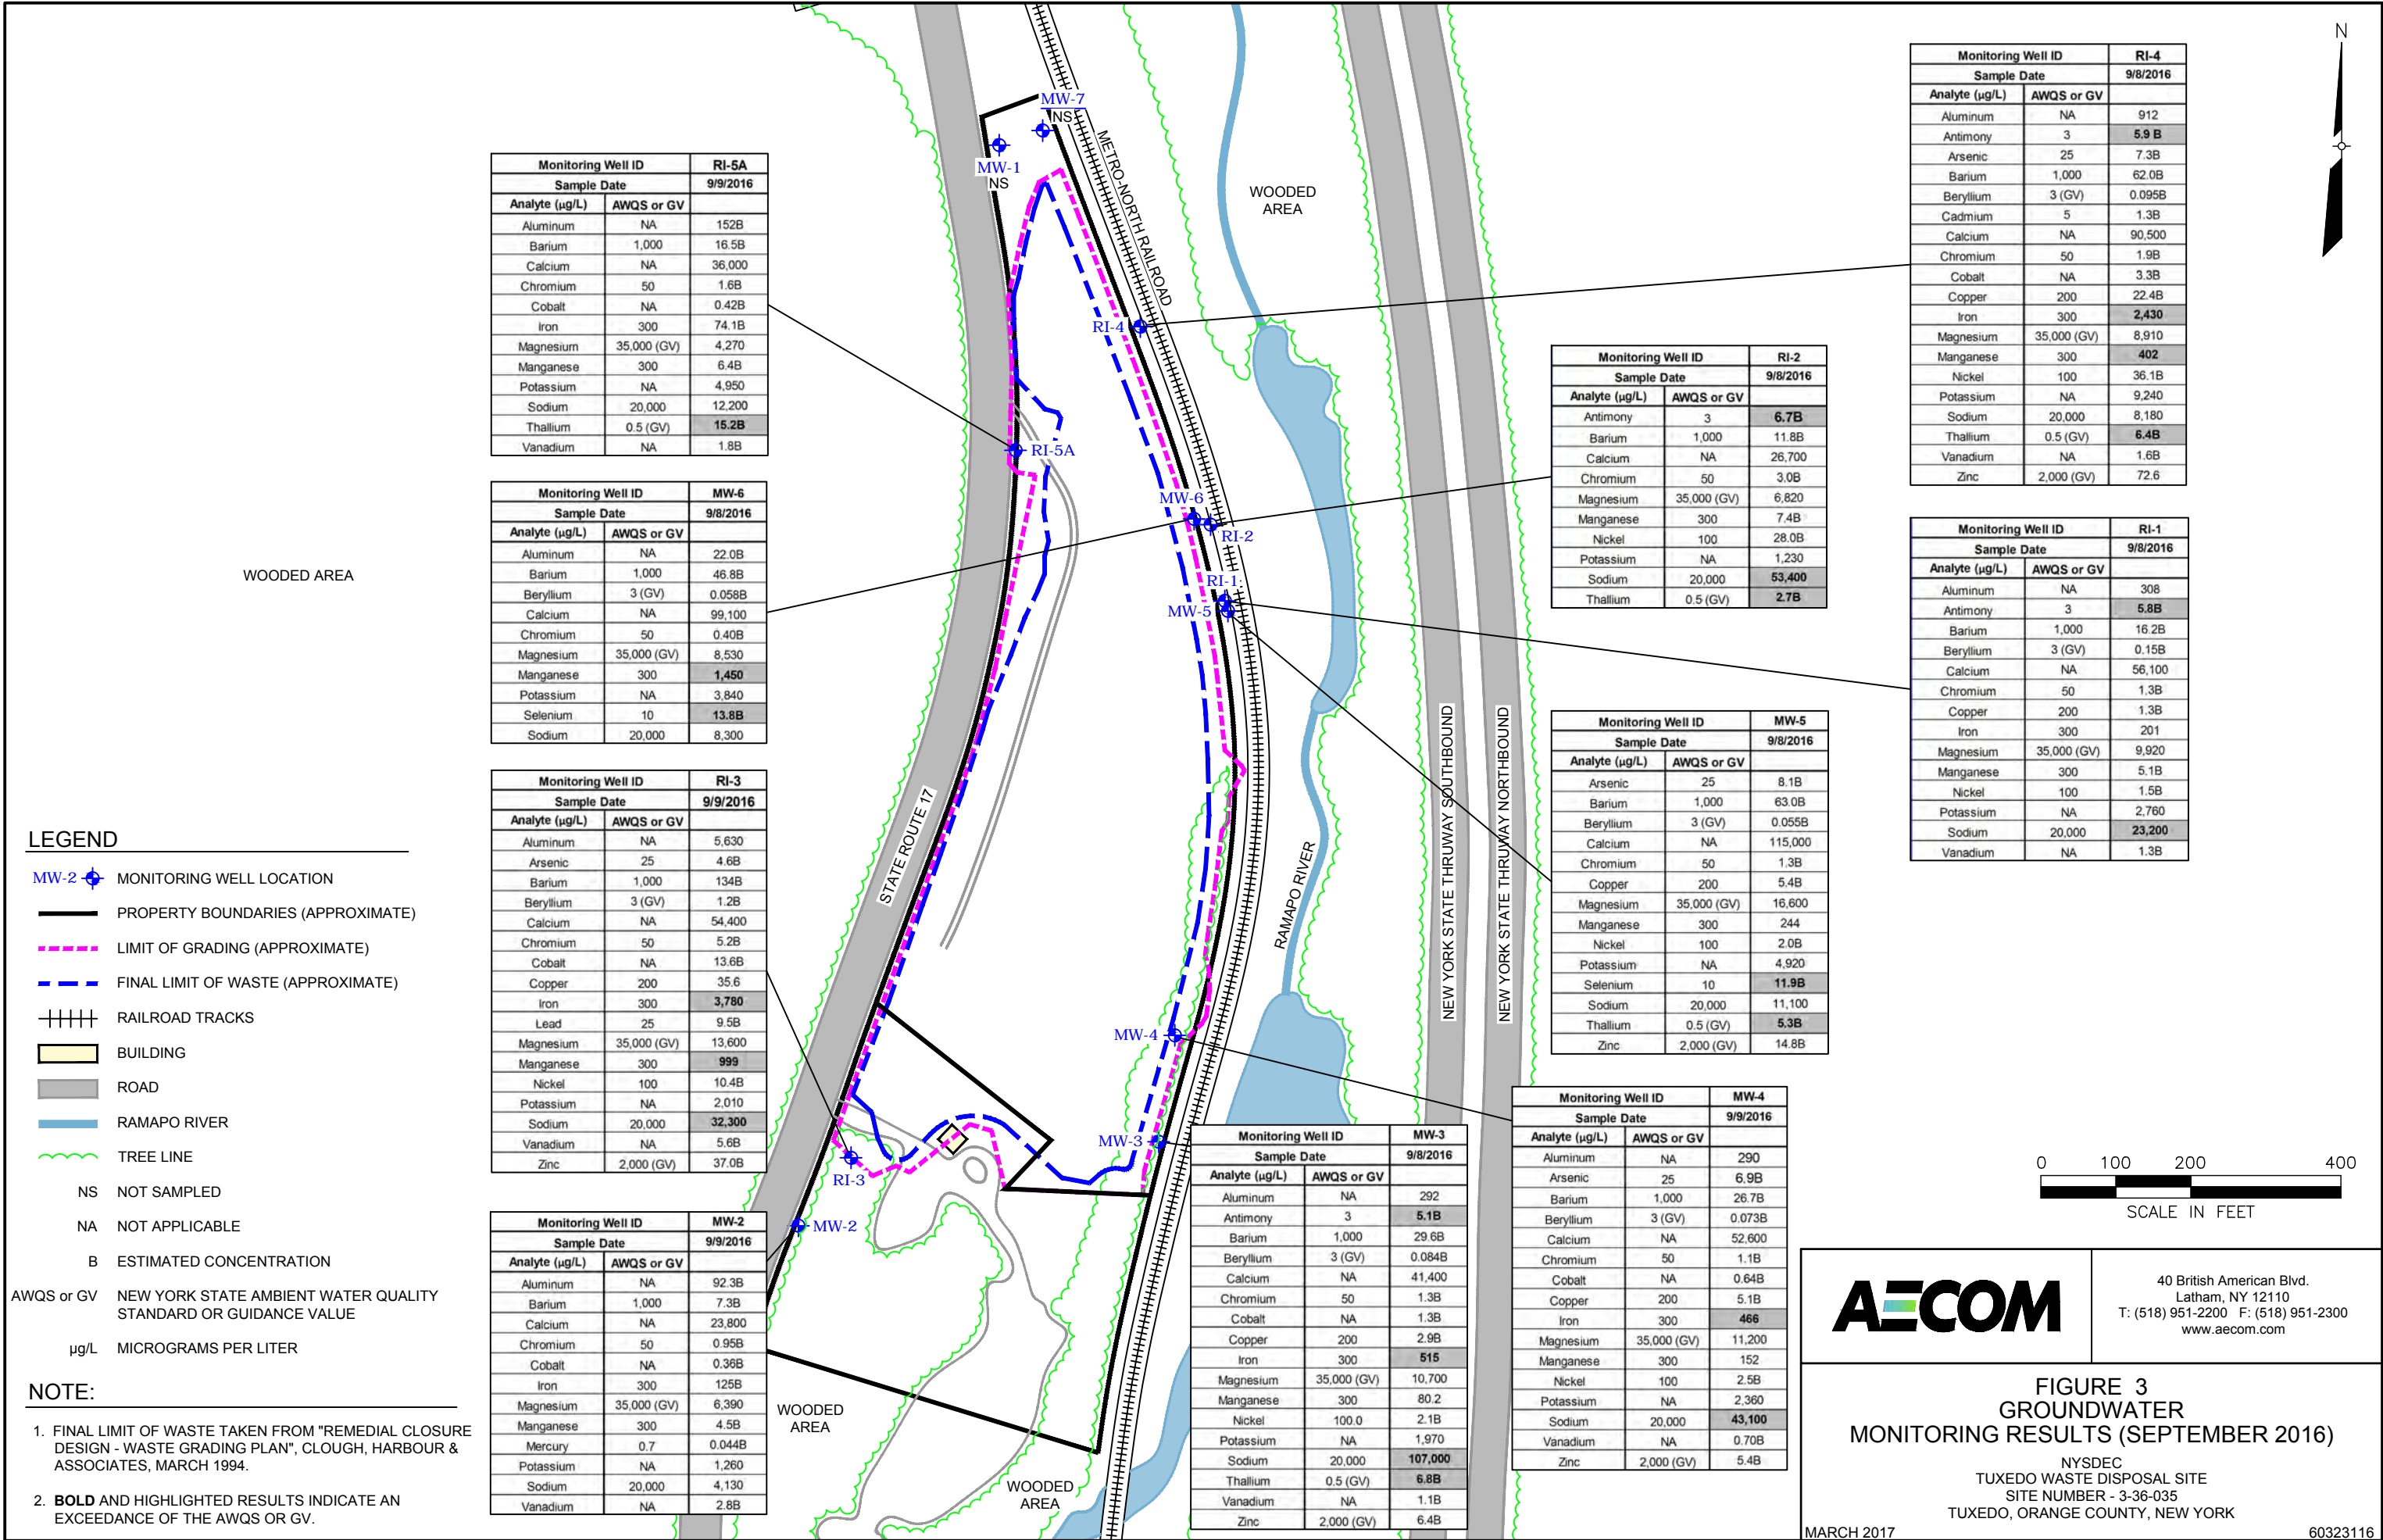 Monitoring Well ID RI-5A
Sample Date 9/9/2016
Analyte (µg/L) AWQS or GV
Aluminum NA 152B
Barium 1,000 16.5B
Calcium NA 36,000
Chromium 50 1.6B
Cobalt NA 0.42B
Iron 300 74.1B
Magnesium 35,000 (GV) 4,270
Manganese 300 6.4B
Potassium NA 4,950
Sodium 20,000 12,200
Thallium 0.5 (GV) 15.2B
Vanadium NA 1.8B
Monitoring Well ID MW-6
Sample Date 9/8/2016
Analyte (µg/L) AWQS or GV
Aluminum NA 22.0B
Barium 1,000 46.8B
Beryllium 3 (GV) 0.058B
Calcium NA 99,100
Chromium 50 0.40B
Magnesium 35,000 (GV) 8,530
Manganese 300 1,450
Potassium NA 3,840
Selenium 10 13.8B
Sodium 20,000 8,300
Monitoring Well ID RI-3
Sample Date 9/9/2016
Analyte (µg/L) AWQS or GV
Aluminum NA 5,630
Arsenic 25 4.6B
Barium 1,000 134B
Beryllium 3 (GV) 1.2B
Calcium NA 54,400
Chromium 50 5.2B
Cobalt NA 13.6B
Copper 200 35.6
Iron 300 3,780
Lead 25 9.5B
Magnesium 35,000 (GV) 13,600
Manganese 300 999
Nickel 100 10.4B
Potassium NA 2,010
Sodium 20,000 32,300
Vanadium NA 5.6B
Zinc 2,000 (GV) 37.0B
Monitoring Well ID MW-2
Sample Date 9/9/2016
Analyte (µg/L) AWQS or GV
Aluminum NA 92.3B
Barium 1,000 7.3B
Calcium NA 23,800
Chromium 50 0.95B
Cobalt NA 0.36B
Iron 300 125B
Magnesium 35,000 (GV) 6,390
Manganese 300 4.5B
Mercury 0.7 0.044B
Potassium NA 1,260
Sodium 20,000 4,130
Vanadium NA 2.8B
WOODED AREA
LEGEND
MW-2 MONITORING WELL LOCATION
PROPERTY BOUNDARIES (APPROXIMATE)
LIMIT OF GRADING (APPROXIMATE)
FINAL LIMIT OF WASTE (APPROXIMATE)
RAILROAD TRACKS
BUILDING
ROAD
RAMAPO RIVER
TREE LINE
NS NOT SAMPLED
NA NOT APPLICABLE
B ESTIMATED CONCENTRATION
AWQS or GV NEW YORK STATE AMBIENT WATER QUALITY
STANDARD OR GUIDANCE VALUE
µg/L MICROGRAMS PER LITER
NOTE:
1. FINAL LIMIT OF WASTE TAKEN FROM "REMEDIAL CLOSURE
DESIGN - WASTE GRADING PLAN", CLOUGH, HARBOUR &
ASSOCIATES, MARCH 1994.
2. BOLD AND HIGHLIGHTED RESULTS INDICATE AN
EXCEEDANCE OF THE AWQS OR GV.
MW-7
NS
MW-1
NS
METRO-NORTH RAILROAD
WOODED
AREA
RI-4
RI-5A
MW-6
RI-2
RI-1
MW-5
STATE ROUTE 17
RAMAPO RIVER
NEW YORK STATE THRUWAY SOUTHBOUND
NEW YORK STATE THRUWAY NORTHBOUND
MW-4
MW-3
RI-3
MW-2
WOODED
AREA
WOODED
AREA
Monitoring Well ID MW-3
Sample Date 9/8/2016
Analyte (µg/L) AWQS or GV
Aluminum NA 292
Antimony 3 5.1B
Barium 1,000 29.6B
Beryllium 3 (GV) 0.084B
Calcium NA 41,400
Chromium 50 1.3B
Cobalt NA 1.3B
Copper 200 2.9B
Iron 300 515
Magnesium 35,000 (GV) 10,700
Manganese 300 80.2
Nickel 100.0 2.1B
Potassium NA 1,970
Sodium 20,000 107,000
Thallium 0.5 (GV) 6.8B
Vanadium NA 1.1B
Zinc 2,000 (GV) 6.4B
Monitoring Well ID RI-2
Sample Date 9/8/2016
Analyte (µg/L) AWQS or GV
Antimony 3 6.7B
Barium 1,000 11.8B
Calcium NA 26,700
Chromium 50 3.0B
Magnesium 35,000 (GV) 6,820
Manganese 300 7.4B
Nickel 100 28.0B
Potassium NA 1,230
Sodium 20,000 53,400
Thallium 0.5 (GV) 2.7B
Monitoring Well ID MW-5
Sample Date 9/8/2016
Analyte (µg/L) AWQS or GV
Arsenic 25 8.1B
Barium 1,000 63.0B
Beryllium 3 (GV) 0.055B
Calcium NA 115,000
Chromium 50 1.3B
Copper 200 5.4B
Magnesium 35,000 (GV) 16,600
Manganese 300 244
Nickel 100 2.0B
Potassium NA 4,920
Selenium 10 11.9B
Sodium 20,000 11,100
Thallium 0.5 (GV) 5.3B
Zinc 2,000 (GV) 14.8B
Monitoring Well ID MW-4
Sample Date 9/9/2016
Analyte (µg/L) AWQS or GV
Aluminum NA 290
Arsenic 25 6.9B
Barium 1,000 26.7B
Beryllium 3 (GV) 0.073B
Calcium NA 52,600
Chromium 50 1.1B
Cobalt NA 0.64B
Copper 200 5.1B
Iron 300 466
Magnesium 35,000 (GV) 11,200
Manganese 300 152
Nickel 100 2.5B
Potassium NA 2,360
Sodium 20,000 43,100
Vanadium NA 0.70B
Zinc 2,000 (GV) 5.4B
Monitoring Well ID RI-4
Sample Date 9/8/2016
Analyte (µg/L) AWQS or GV
Aluminum NA 912
Antimony 3 5.9 B
Arsenic 25 7.3B
Barium 1,000 62.0B
Beryllium 3 (GV) 0.095B
Cadmium 5 1.3B
Calcium NA 90,500
Chromium 50 1.9B
Cobalt NA 3.3B
Copper 200 22.4B
Iron 300 2,430
Magnesium 35,000 (GV) 8,910
Manganese 300 402
Nickel 100 36.1B
Potassium NA 9,240
Sodium 20,000 8,180
Thallium 0.5 (GV) 6.4B
Vanadium NA 1.6B
Zinc 2,000 (GV) 72.6
Monitoring Well ID RI-1
Sample Date 9/8/2016
Analyte (µg/L) AWQS or GV
Aluminum NA 308
Antimony 3 5.8B
Barium 1,000 16.2B
Beryllium 3 (GV) 0.15B
Calcium NA 56,100
Chromium 50 1.3B
Copper 200 1.3B
Iron 300 201
Magnesium 35,000 (GV) 9,920
Manganese 300 5.1B
Nickel 100 1.5B
Potassium NA 2,760
Sodium 20,000 23,200
Vanadium NA 1.3B
N
0 100 200 400
SCALE IN FEET
AECOM
40 British American Blvd.
Latham, NY 12110
T: (518) 951-2200 F: (518) 951-2300
www.aecom.com
FIGURE 3
GROUNDWATER
MONITORING RESULTS (SEPTEMBER 2016)
NYSDEC
TUXEDO WASTE DISPOSAL SITE
SITE NUMBER - 3-36-035
TUXEDO, ORANGE COUNTY, NEW YORK
MARCH 2017 60323116